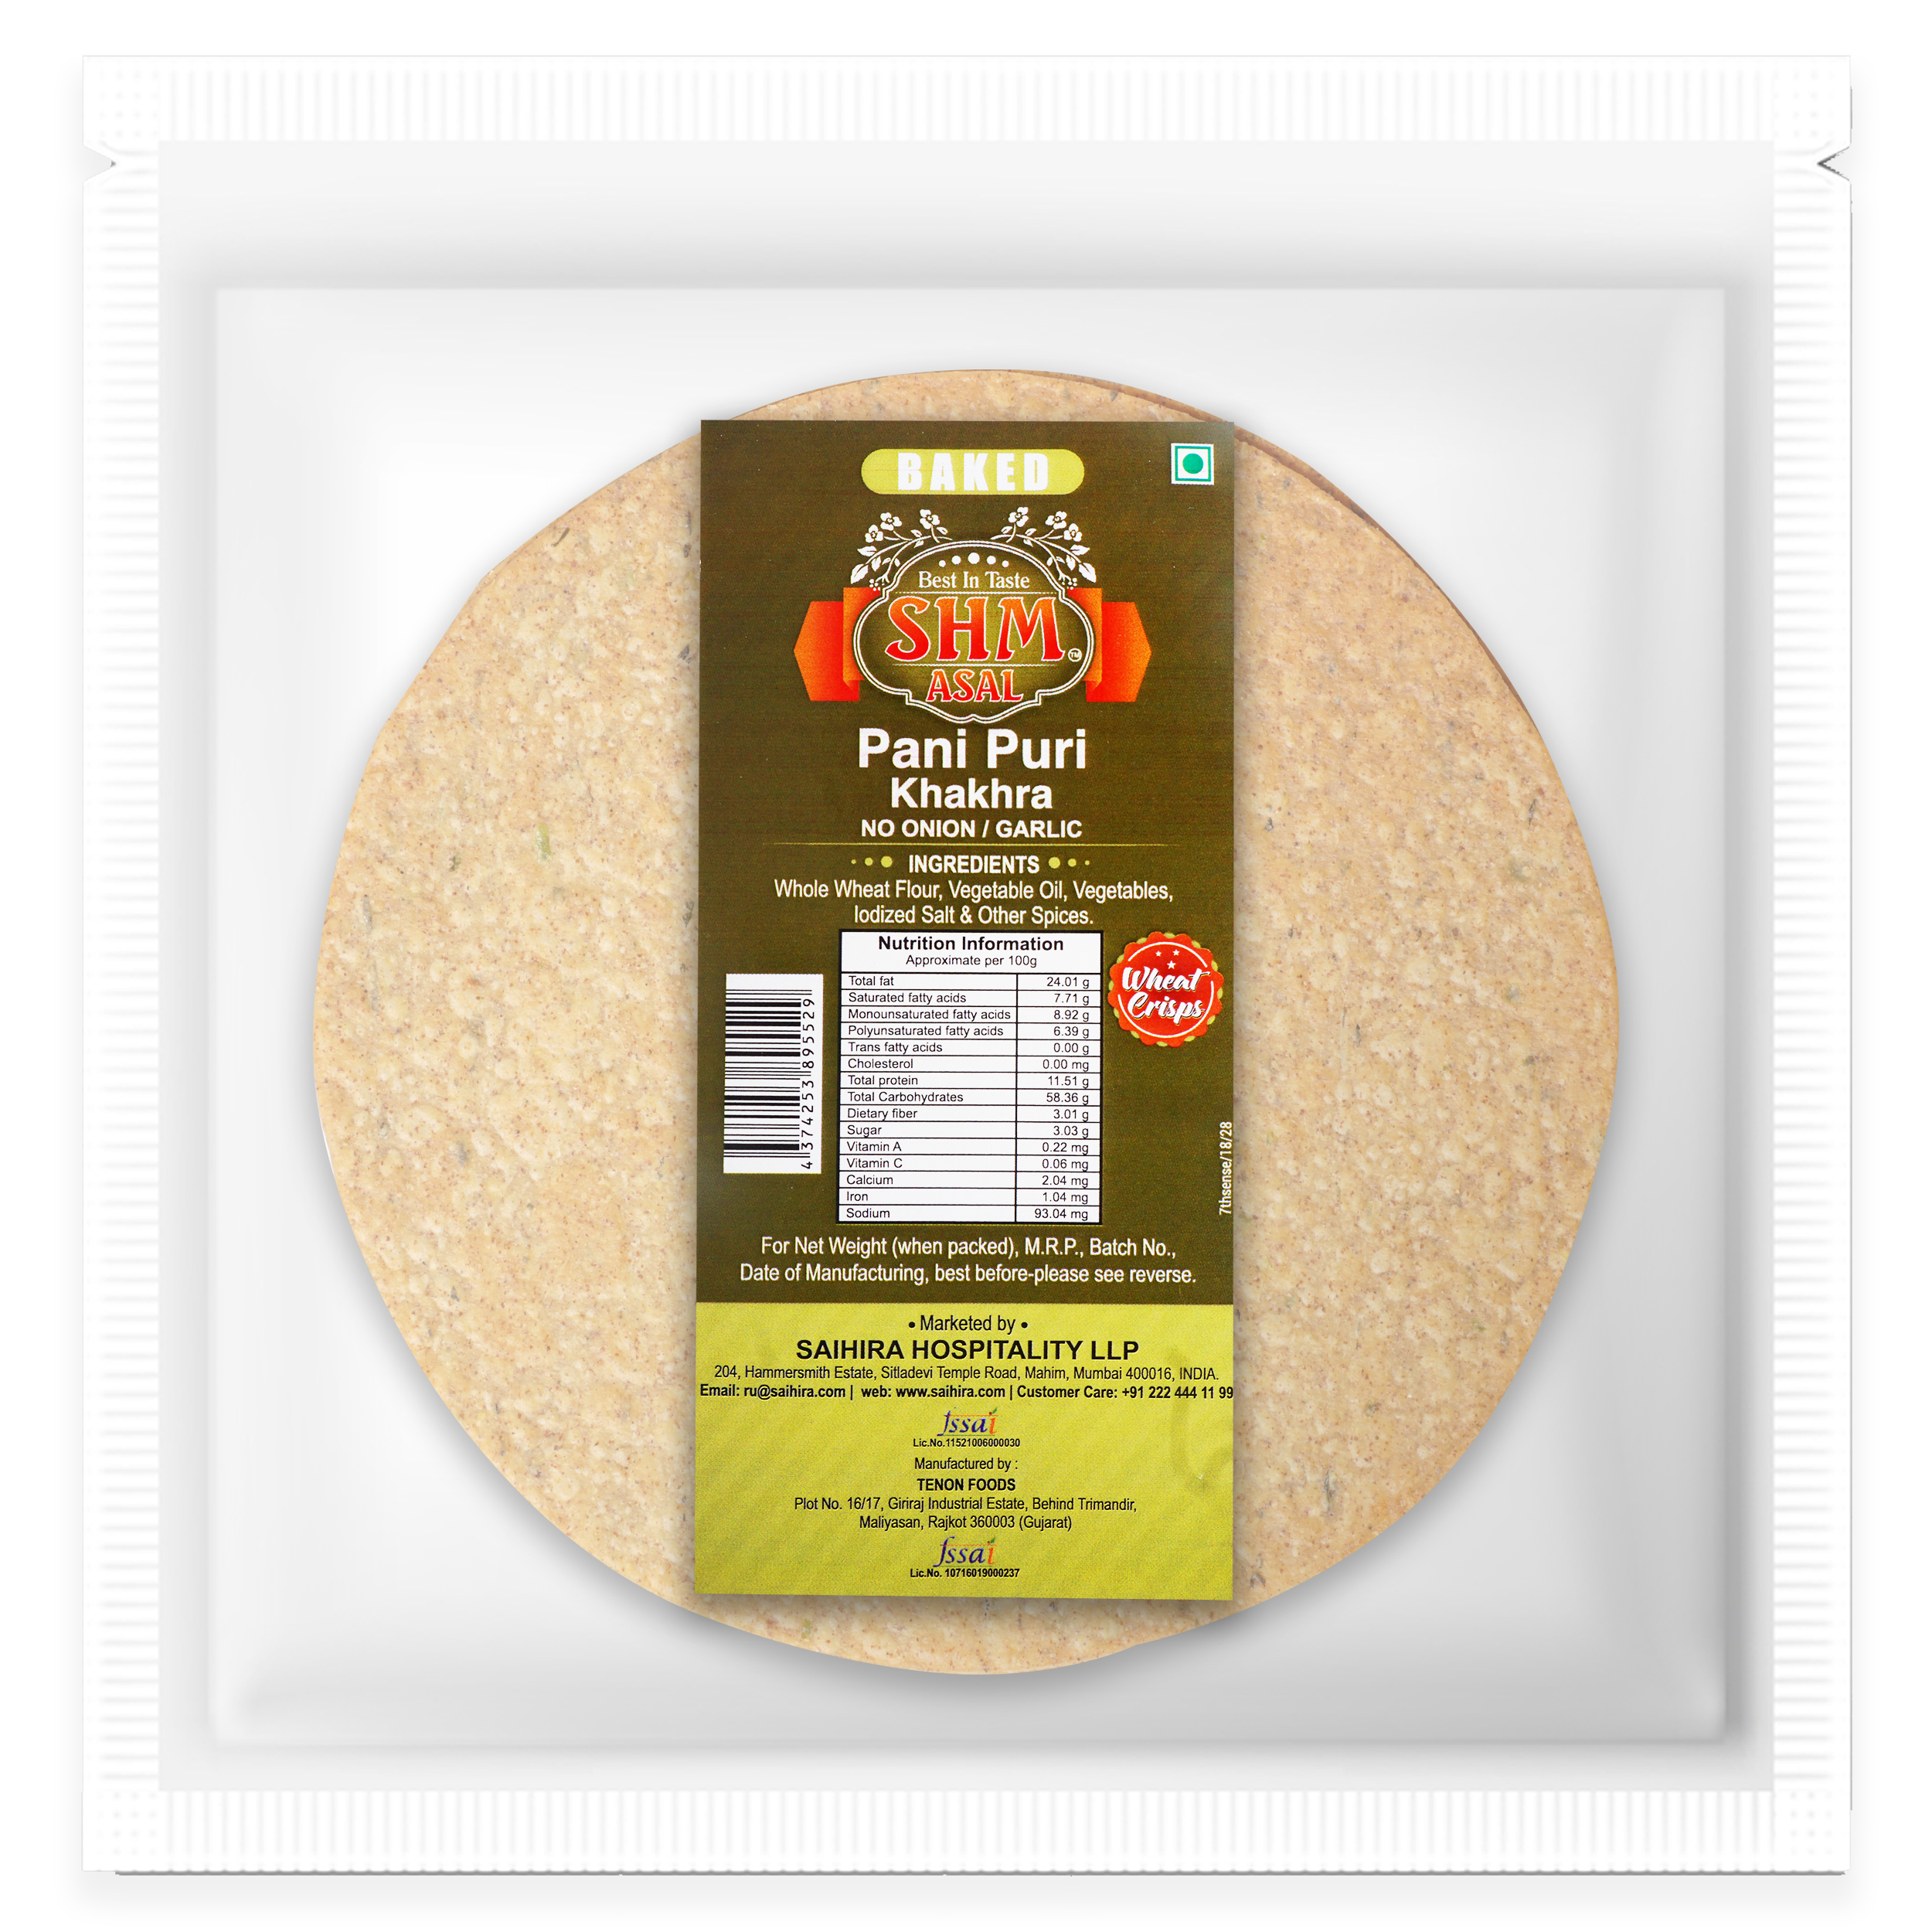 BAKED
Best In Taste
SHM TM
ASAL
Pani Puri
Khakhra
NO ONION / GARLIC
INGREDIENTS
Whole Wheat Flour, Vegetable Oil, Vegetables,
Iodized Salt & Other Spices.
Nutrition Information
Approximate per 100g
Total fat 24.01 g
Saturated fatty acids 7.71 g
Monounsaturated fatty acids 8.92 g
Polyunsaturated fatty acids 6.39 g
Trans fatty acids 0.00 g
Cholesterol 0.00 mg
Total protein 11.51 g
Total Carbohydrates 58.36 g
Dietary fiber 3.01 g
Sugar 3.03 g
Vitamin A 0.22 mg
Vitamin C 0.06 mg
Calcium 2.04 mg
Iron 1.04 mg
Sodium 93.04 mg
4 374253 895529
Wheat
Crisps
7thsense/18/28
For Net Weight (when packed), M.R.P., Batch No.,
Date of Manufacturing, best before-please see reverse.
• Marketed by •
SAIHIRA HOSPITALITY LLP
204, Hammersmith Estate, Sitladevi Temple Road, Mahim, Mumbai 400016, INDIA.
Email: ru@saihira.com | web: www.saihira.com | Customer Care: +91 222 444 11 99
fssai
Lic.No.11521006000030
Manufactured by :
TENON FOODS
Plot No. 16/17, Giriraj Industrial Estate, Behind Trimandir,
Maliyasan, Rajkot 360003 (Gujarat)
fssai
Lic.No. 10716019000237